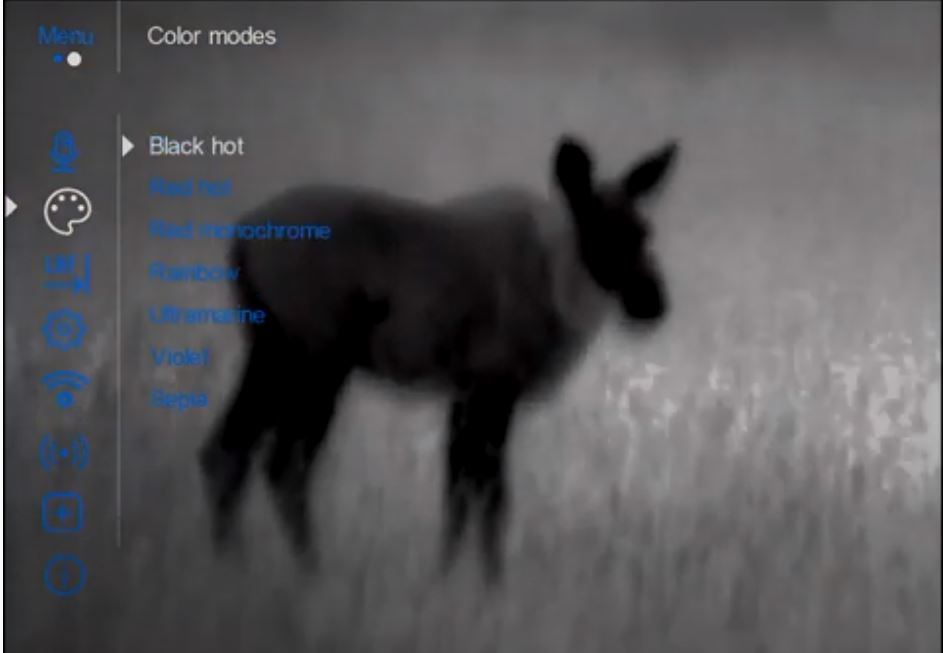 Menu
Color modes
Black hot
Red hot
Red monochrome
Rainbow
Ultramarine
Violet
Sepia